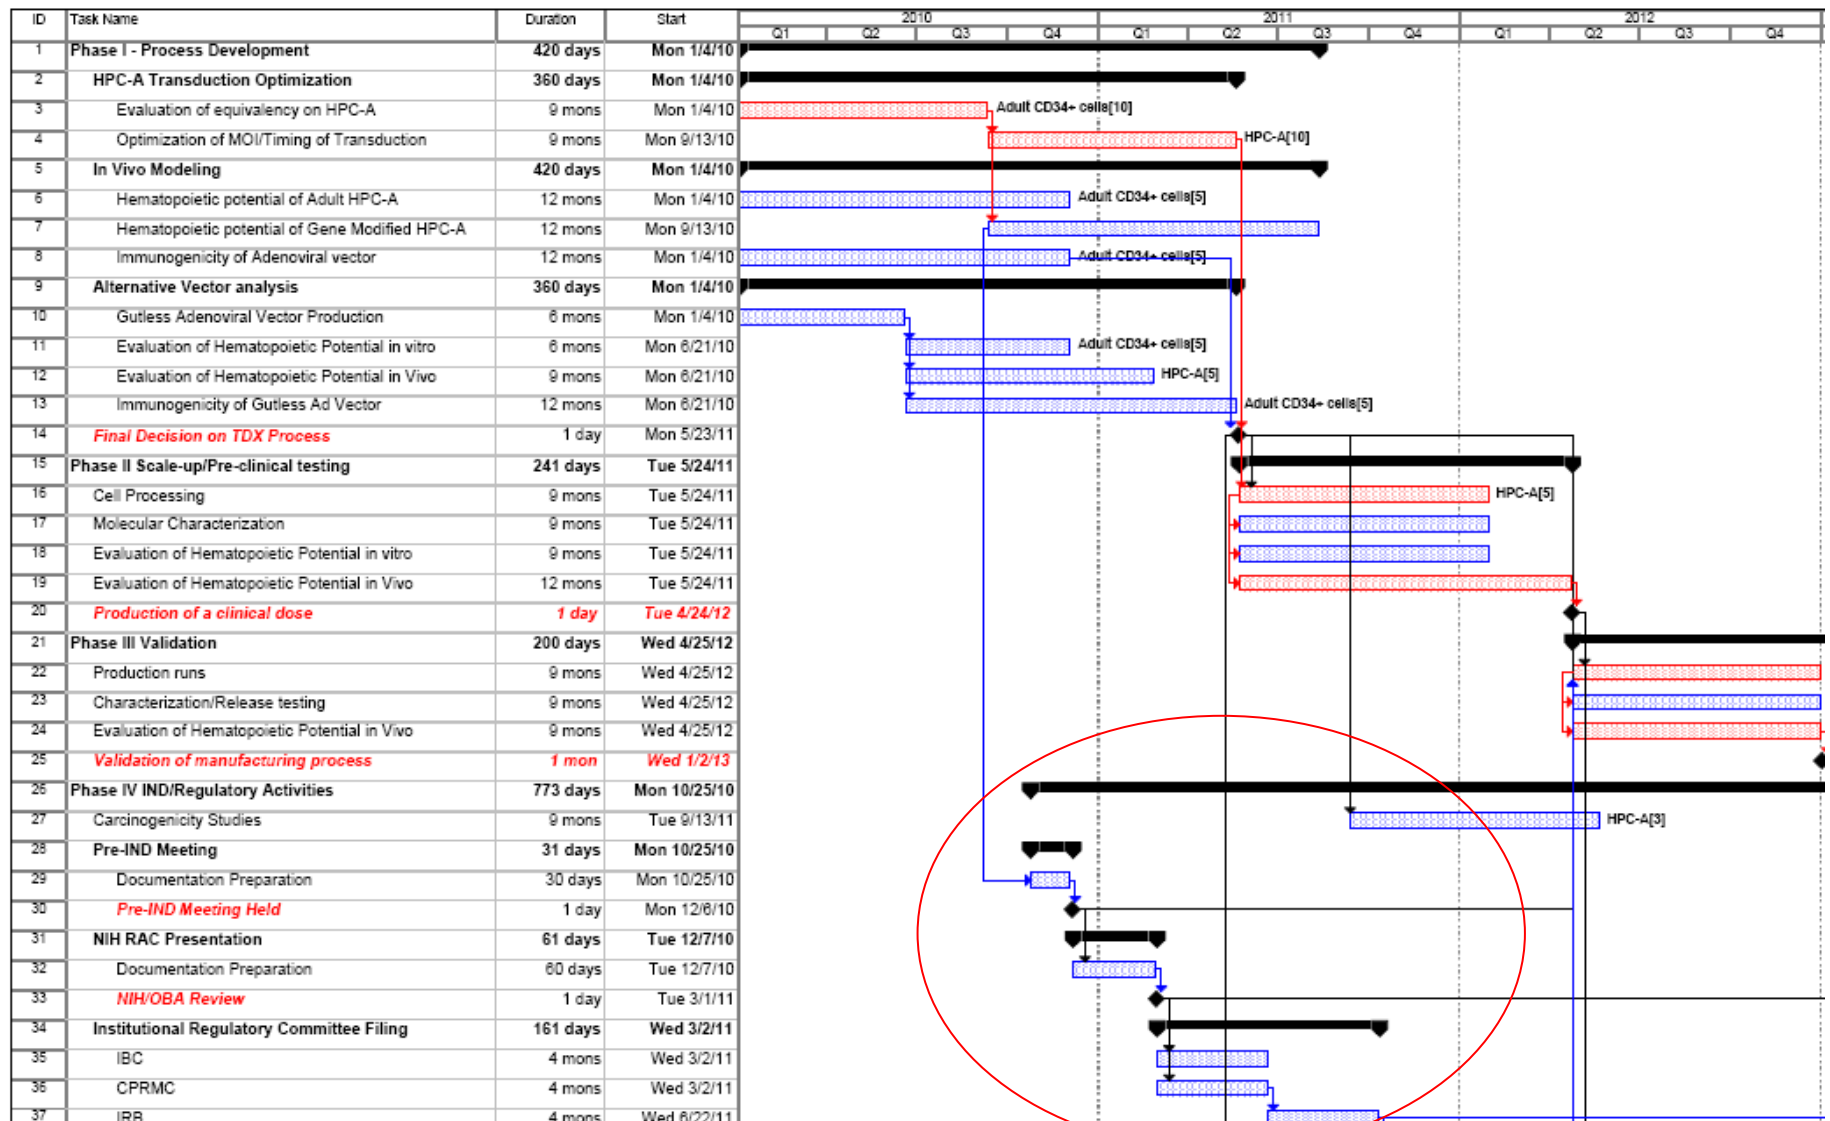 ID Task Name Duration Start 2010 2011 2012
Q1 Q2 Q3 Q4 Q1 Q2 Q3 Q4 Q1 Q2 Q3 Q4
1 Phase I - Process Development 420 days Mon 1/4/10
2 HPC-A Transduction Optimization 360 days Mon 1/4/10
3 Evaluation of equivalency on HPC-A 9 mons Mon 1/4/10 Adult CD34+ cells[10]
4 Optimization of MOI/Timing of Transduction 9 mons Mon 9/13/10 HPC-A[10]
5 In Vivo Modeling 420 days Mon 1/4/10
6 Hematopoietic potential of Adult HPC-A 12 mons Mon 1/4/10 Adult CD34+ cells[5]
7 Hematopoietic potential of Gene Modified HPC-A 12 mons Mon 9/13/10
8 Immunogenicity of Adenoviral vector 12 mons Mon 1/4/10 Adult CD34+ cells[5]
9 Alternative Vector analysis 360 days Mon 1/4/10
10 Gutless Adenoviral Vector Production 6 mons Mon 1/4/10
11 Evaluation of Hematopoietic Potential in vitro 6 mons Mon 6/21/10 Adult CD34+ cells[5]
12 Evaluation of Hematopoietic Potential in Vivo 9 mons Mon 6/21/10 HPC-A[5]
13 Immunogenicity of Gutless Ad Vector 12 mons Mon 6/21/10 Adult CD34+ cells[5]
14 Final Decision on TDX Process 1 day Mon 5/23/11
15 Phase II Scale-up/Pre-clinical testing 241 days Tue 5/24/11
16 Cell Processing 9 mons Tue 5/24/11 HPC-A[5]
17 Molecular Characterization 9 mons Tue 5/24/11
18 Evaluation of Hematopoietic Potential in vitro 9 mons Tue 5/24/11
19 Evaluation of Hematopoietic Potential in Vivo 12 mons Tue 5/24/11
20 Production of a clinical dose 1 day Tue 4/24/12
21 Phase III Validation 200 days Wed 4/25/12
22 Production runs 9 mons Wed 4/25/12
23 Characterization/Release testing 9 mons Wed 4/25/12
24 Evaluation of Hematopoietic Potential in Vivo 9 mons Wed 4/25/12
25 Validation of manufacturing process 1 mon Wed 1/2/13
26 Phase IV IND/Regulatory Activities 773 days Mon 10/25/10
27 Carcinogenicity Studies 9 mons Tue 9/13/11 HPC-A[3]
28 Pre-IND Meeting 31 days Mon 10/25/10
29 Documentation Preparation 30 days Mon 10/25/10
30 Pre-IND Meeting Held 1 day Mon 12/6/10
31 NIH RAC Presentation 61 days Tue 12/7/10
32 Documentation Preparation 60 days Tue 12/7/10
33 NIH/OBA Review 1 day Tue 3/1/11
34 Institutional Regulatory Committee Filing 161 days Wed 3/2/11
35 IBC 4 mons Wed 3/2/11
36 CPRMC 4 mons Wed 3/2/11
37 IRB 4 mons Wed 6/22/11